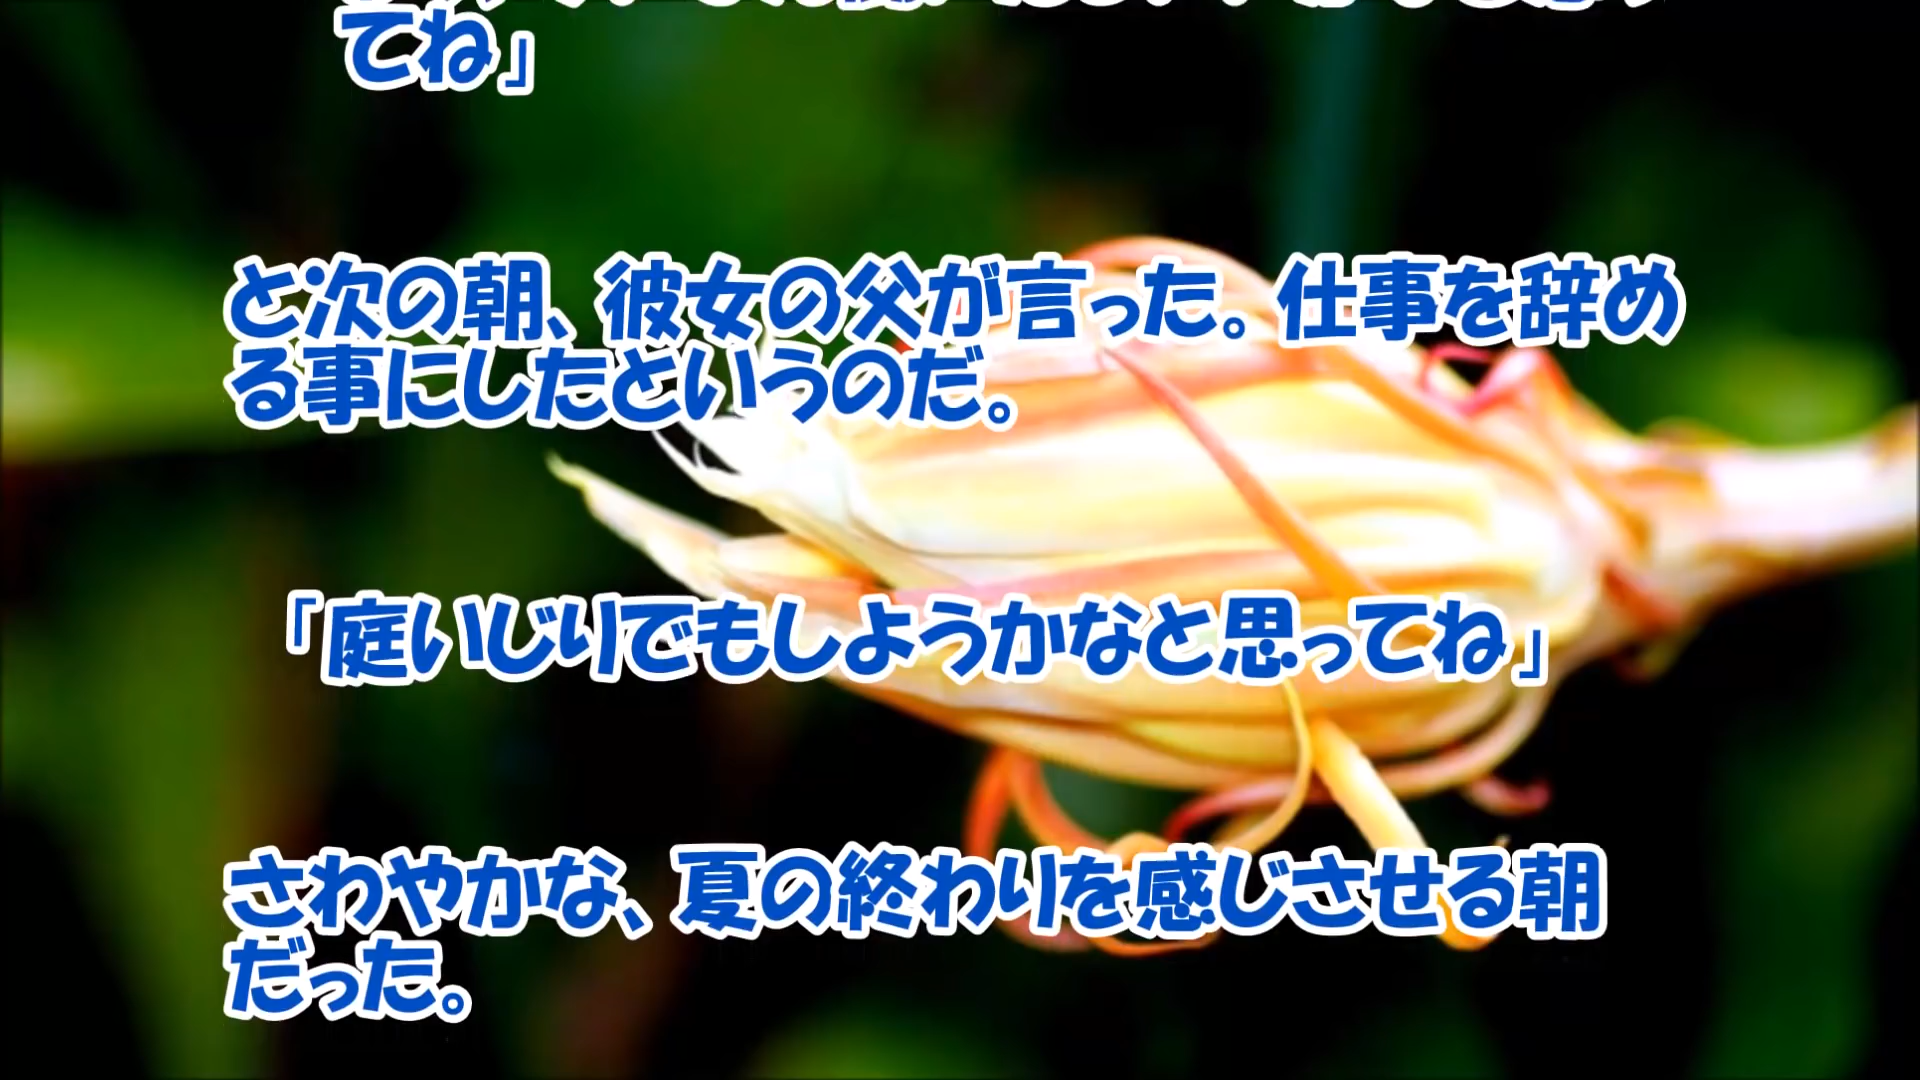 てね」
と次の朝、彼女の父が言った。仕事を辞め
る事にしたというのだ。
「庭いじりでもしようかなと思ってね」
さわやかな、夏の終わりを感じさせる朝
だった。